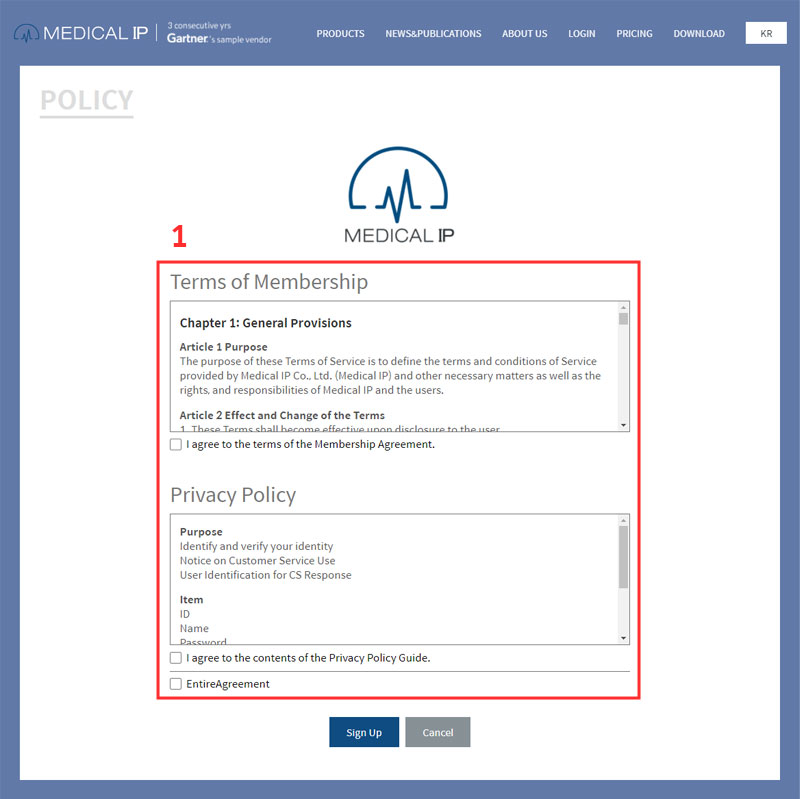 MEDICAL IP
3 consecutive yrs
Gartner's sample vendor
PRODUCTS
NEWS&PUBLICATIONS
ABOUT US
LOGIN
PRICING
DOWNLOAD
KR
POLICY
MEDICAL IP
1
Terms of Membership
Chapter 1: General Provisions
Article 1 Purpose
The purpose of these Terms of Service is to define the terms and conditions of Service
provided by Medical IP Co., Ltd. (Medical IP) and other necessary matters as well as the
rights, and responsibilities of Medical IP and the users.
Article 2 Effect and Change of the Terms
1. These Terms shall become effective upon disclosure to the user
I agree to the terms of the Membership Agreement.
Privacy Policy
Purpose
Identify and verify your identity
Notice on Customer Service Use
User Identification for CS Response
Item
ID
Name
Password
I agree to the contents of the Privacy Policy Guide.
EntireAgreement
Sign Up
Cancel